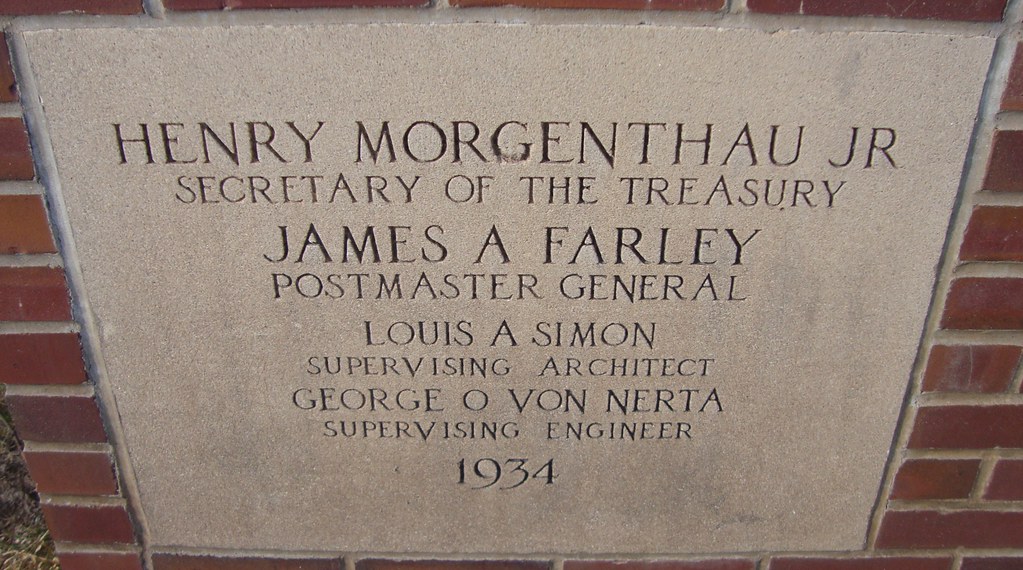 HENRY MORGENTHAU JR
SECRETARY OF THE TREASURY
JAMES A FARLEY
POSTMASTER GENERAL
LOUIS A SIMON
SUPERVISING ARCHITECT
GEORGE O VON NERTA
SUPERVISING ENGINEER
1934